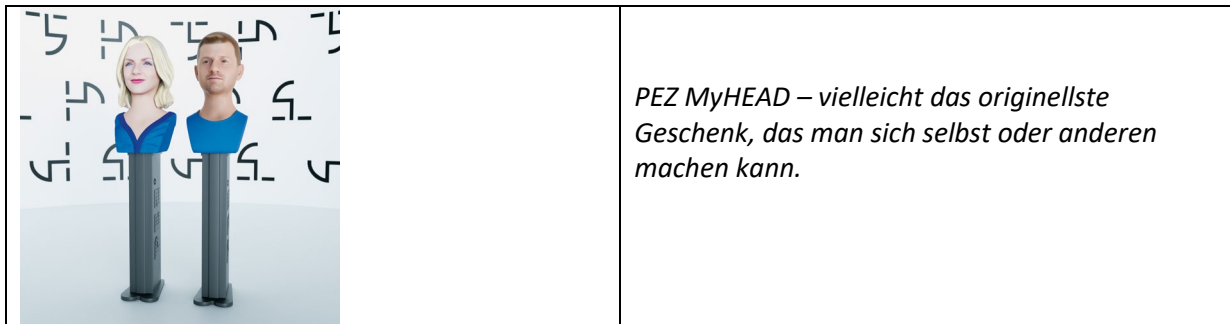 PEZ MyHEAD – vielleicht das originellste
Geschenk, das man sich selbst oder anderen
machen kann.